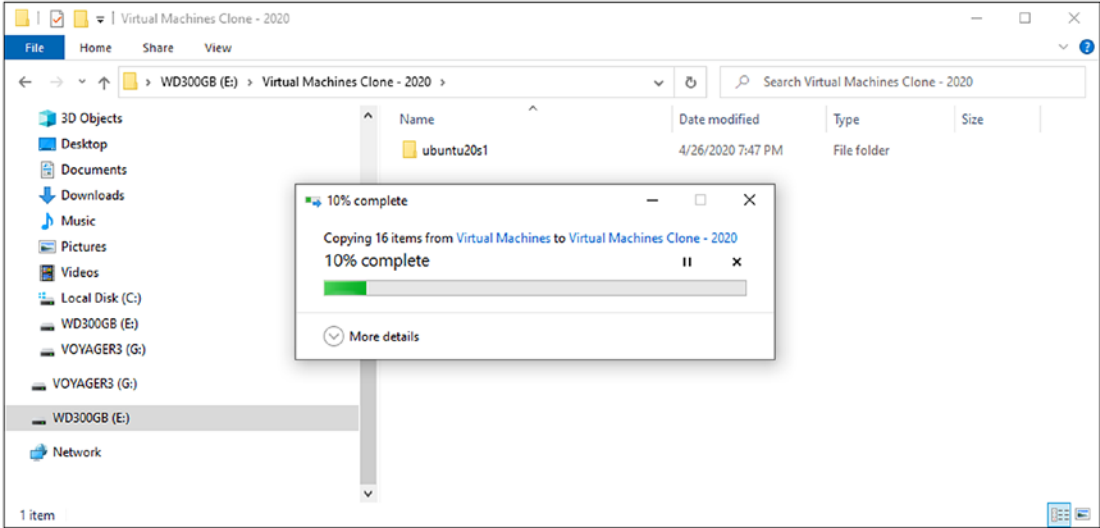 Virtual Machines Clone - 2020
File Home Share View
WD300GB (E:) Virtual Machines Clone - 2020
Search Virtual Machines Clone - 2020
3D Objects
Desktop
Documents
Downloads
Music
Pictures
Videos
Local Disk (C:)
WD300GB (E:)
VOYAGER3 (G:)
VOYAGER3 (G:)
WD300GB (E:)
Network
Name Date modified Type Size
ubuntu20s1 4/26/2020 7:47 PM File folder
10% complete
Copying 16 items from Virtual Machines to Virtual Machines Clone - 2020
10% complete
More details
1 item